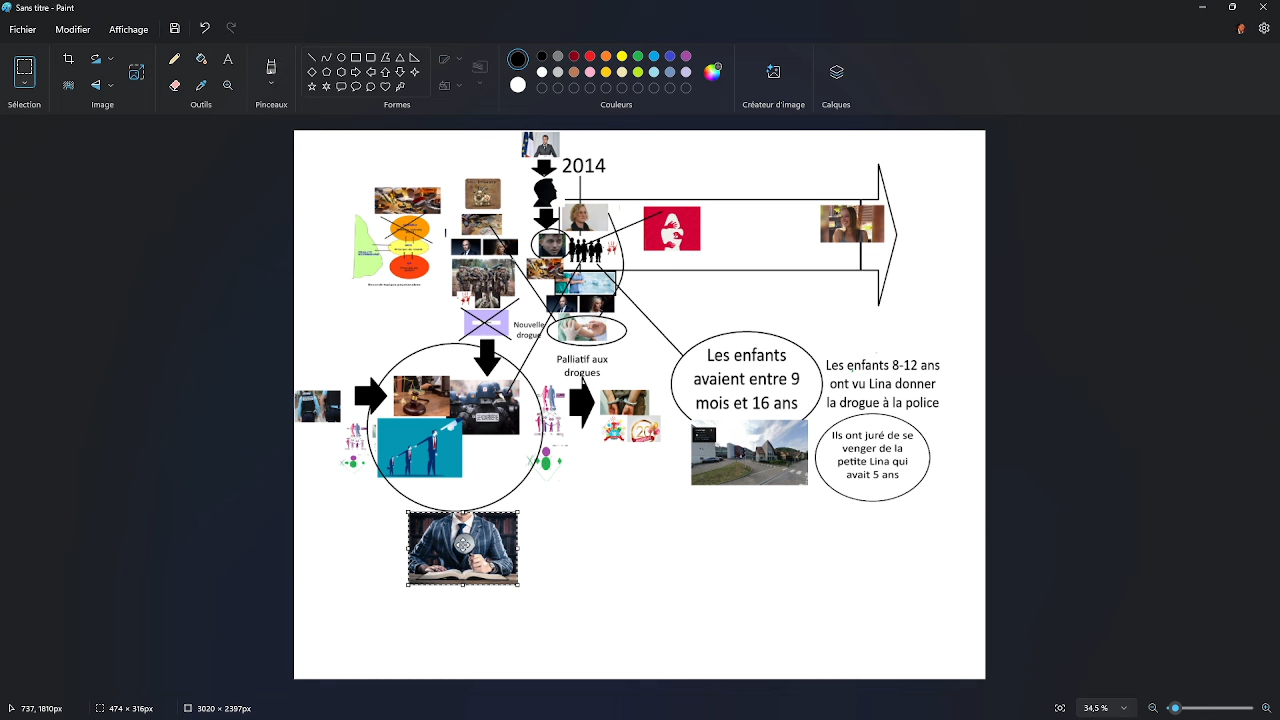 Sans titre - Paint
Fichier
Modifier
Affichage
Sélection
Image
Outils
Pinceaux
Formes
Couleurs
Créateur d'image
Calques
2014
Nouvelle
drogue
Palliatif aux
drogues
GENDARMERIE
20
Les enfants
avaient entre 9
mois et 16 ans
Les enfants 8-12 ans
ont vu Lina donner
la drogue à la police
Ils ont juré de se
venger de la
petite Lina qui
avait 5 ans
737, 1810px
474 × 316px
3020 × 2397px
34,5 %